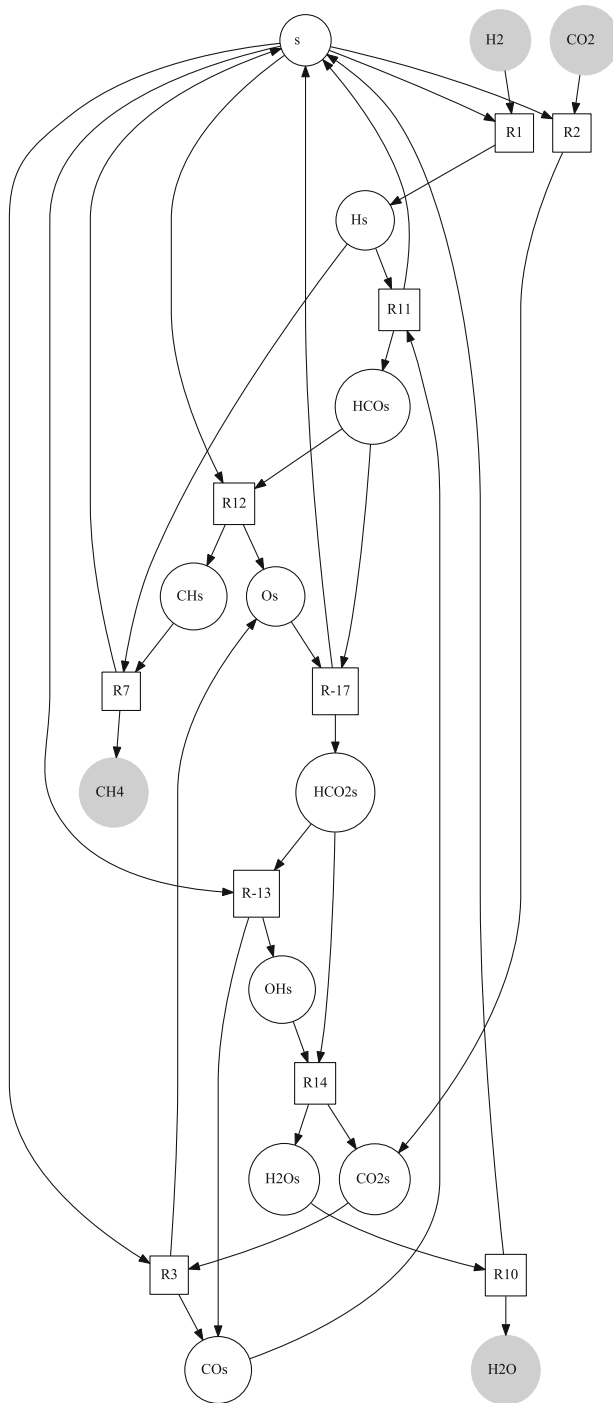 s
H2
CO2
R1
R2
Hs
R11
HCOs
R12
CHs
Os
R7
R-17
CH4
HCO2s
R-13
OHs
R14
H2Os
CO2s
R3
R10
COs
H2O